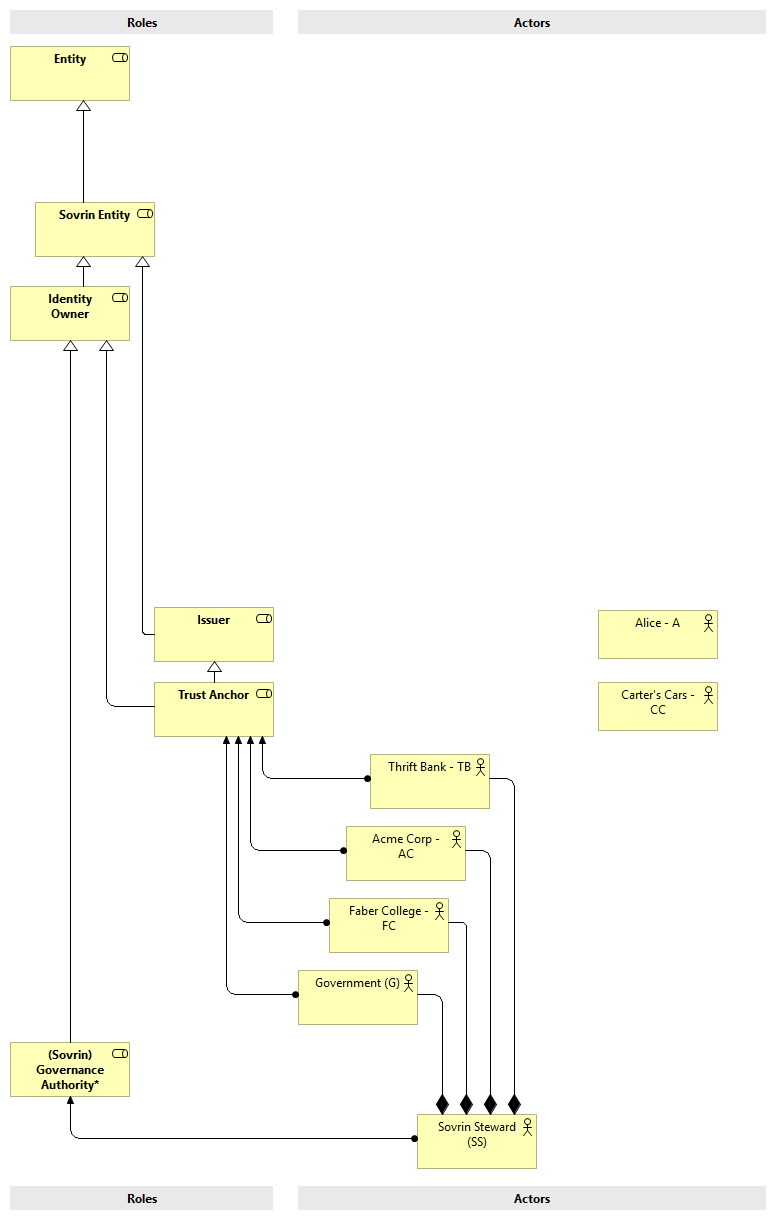 Roles
Actors
Entity
Sovrin Entity
Identity
Owner
Issuer
Alice - A
Trust Anchor
Carter's Cars -
CC
Thrift Bank - TB
Acme Corp -
AC
Faber College -
FC
Government (G)
(Sovrin)
Governance
Authority*
Sovrin Steward
(SS)
Roles
Actors